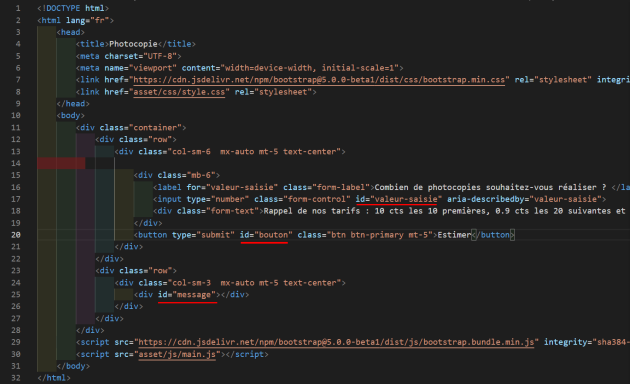 1 <!DOCTYPE html>
2 <html lang="fr">
3 <head>
4 <title>Photocopie</title>
5 <meta charset="UTF-8">
6 <meta name="viewport" content="width=device-width, initial-scale=1">
7 <link href="https://cdn.jsdelivr.net/npm/bootstrap@5.0.0-beta1/dist/css/bootstrap.min.css" rel="stylesheet" integri
8 <link href="asset/css/style.css" rel="stylesheet">
9 </head>
10 <body>
11 <div class="container">
12 <div class="row">
13 <div class="col-sm-6  mx-auto mt-5 text-center">
14
15 <div class="mb-6">
16 <label for="valeur-saisie" class="form-label">Combien de photocopies souhaitez-vous réaliser ? </la
17 <input type="number" class="form-control" id="valeur-saisie" aria-describedby="valeur-saisie">
18 <div class="form-text">Rappel de nos tarifs : 10 cts les 10 premières, 0.9 cts les 20 suivantes et
19 </div>
20 <button type="submit" id="bouton" class="btn btn-primary mt-5">Estimer</button>
21 </div>
22 </div>
23 <div class="row">
24 <div class="col-sm-3  mx-auto mt-5 text-center">
25 <div id="message"></div>
26 </div>
27 </div>
28 </div>
29 <script src="https://cdn.jsdelivr.net/npm/bootstrap@5.0.0-beta1/dist/js/bootstrap.bundle.min.js" integrity="sha384-
30 <script src="asset/js/main.js"></script>
31 </body>
32 </html>